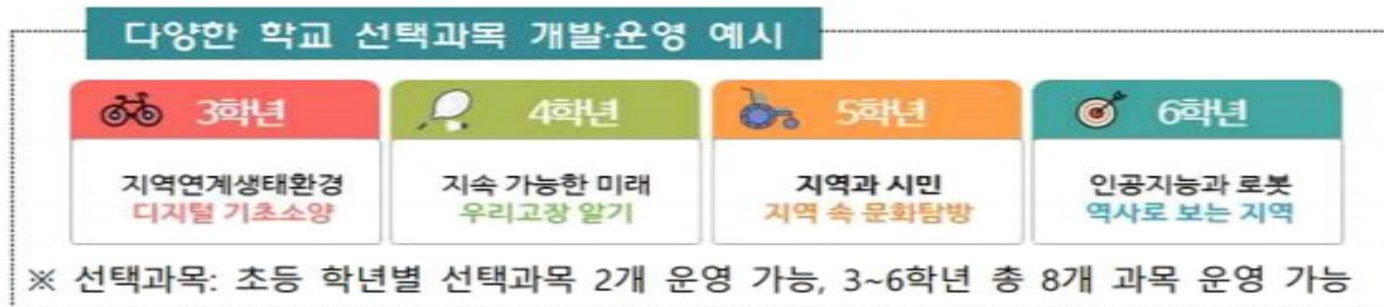 다양한 학교 선택과목 개발·운영 예시
3학년
지역연계생태환경
디지털 기초소양
4학년
지속 가능한 미래
우리고장 알기
5학년
지역과 시민
지역 속 문화탐방
6학년
인공지능과 로봇
역사로 보는 지역
※ 선택과목: 초등 학년별 선택과목 2개 운영 가능, 3~6학년 총 8개 과목 운영 가능